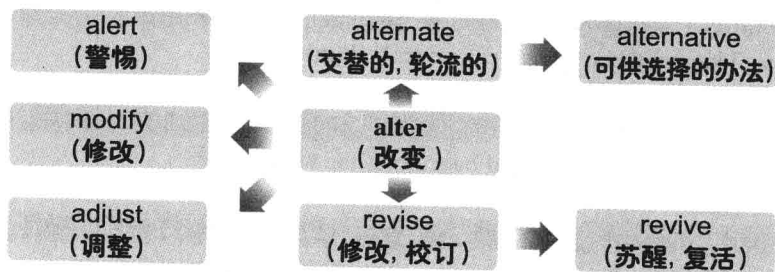 alert
(警惕)
alternate
(交替的, 轮流的)
alternative
(可供选择的办法)
modify
(修改)
alter
( 改变 )
adjust
(调整)
revise
(修改, 校订)
revive
(苏醒, 复活)